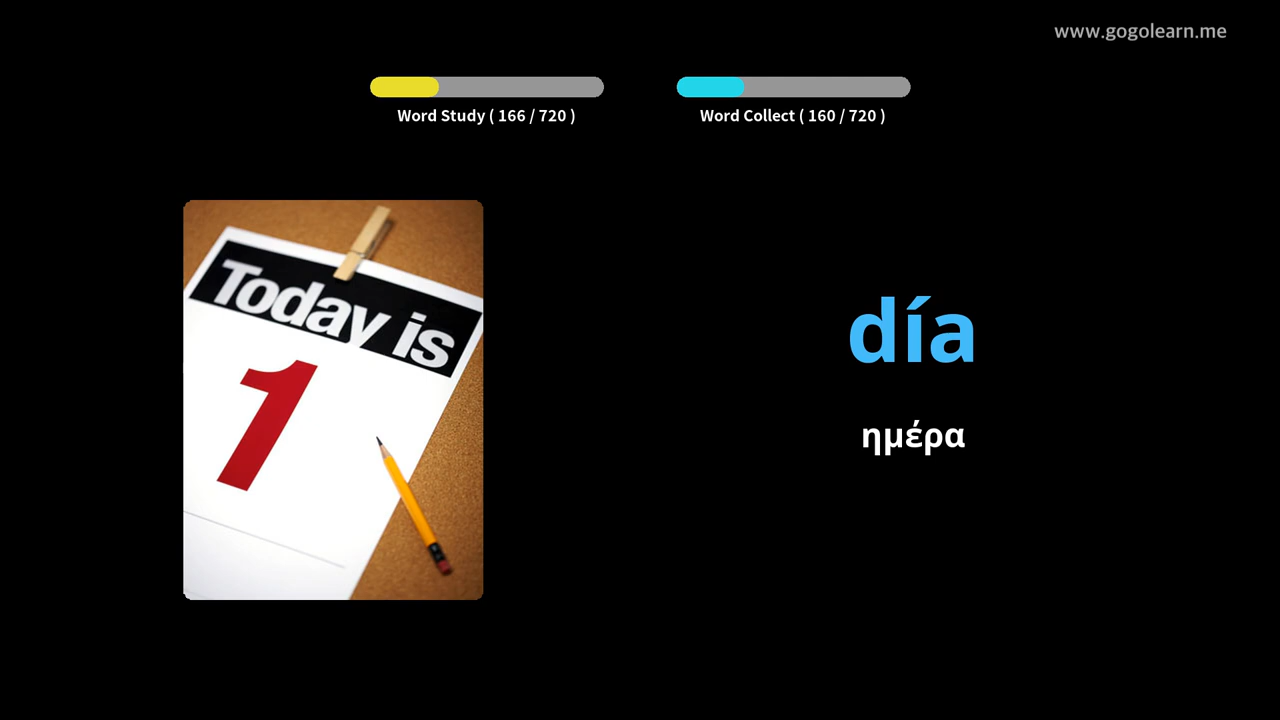 www.gogolearn.me
Word Study ( 166 / 720 )
Word Collect ( 160 / 720 )
Today is
1
día
ημέρα